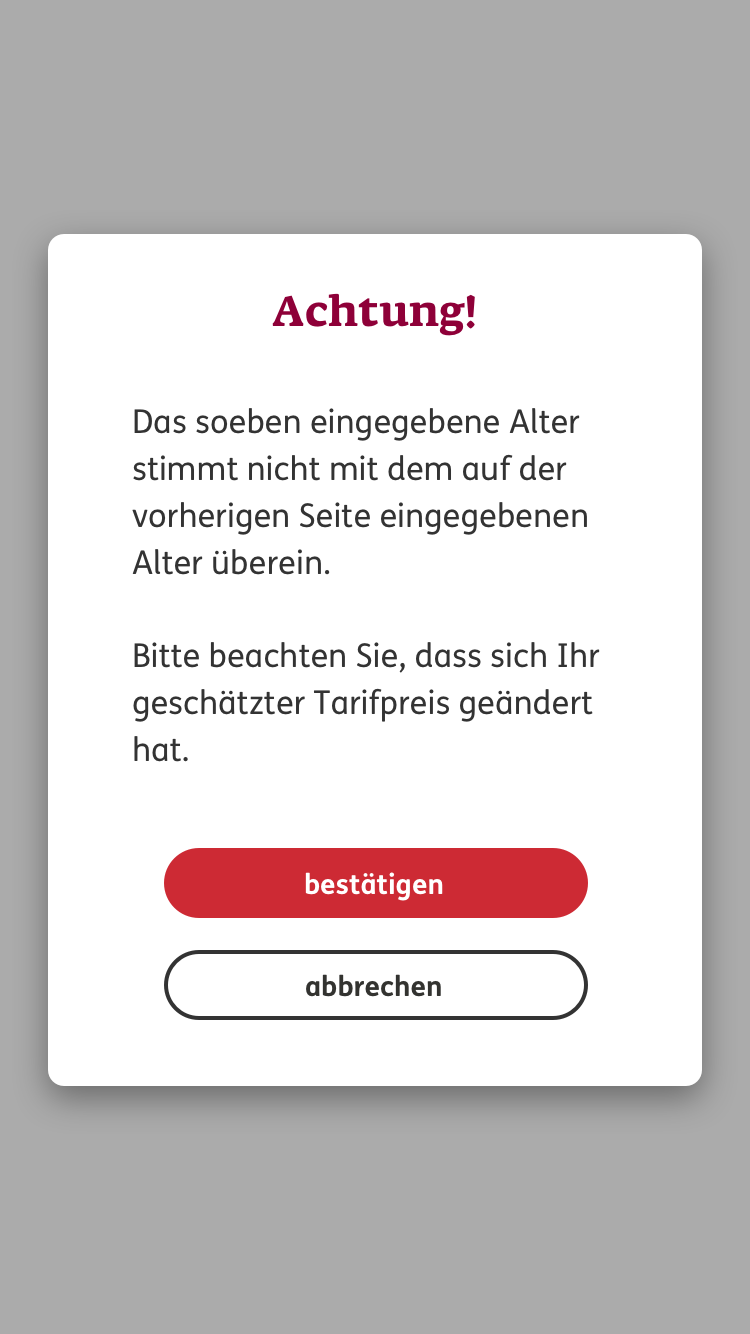 Achtung!
Das soeben eingegebene Alter
stimmt nicht mit dem auf der
vorherigen Seite eingegebenen
Alter überein.
Bitte beachten Sie, dass sich Ihr
geschätzter Tarifpreis geändert
hat.
bestätigen
abbrechen